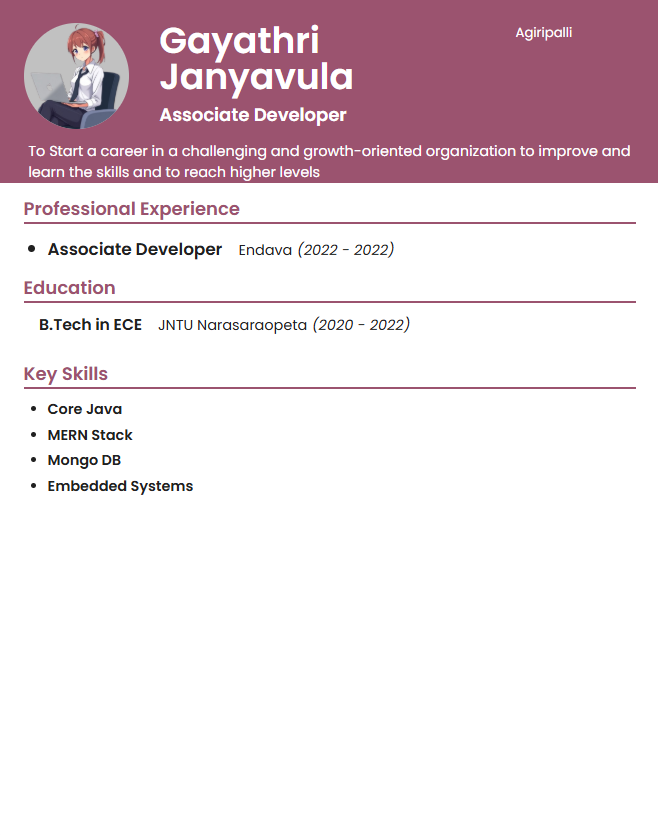 Gayathri
Janyavula
Agiripalli
Associate Developer
To Start a career in a challenging and growth-oriented organization to improve and
learn the skills and to reach higher levels
Professional Experience
• Associate Developer Endava (2022 - 2022)
Education
B.Tech in ECE JNTU Narasaraopeta (2020 - 2022)
Key Skills
• Core Java
• MERN Stack
• Mongo DB
• Embedded Systems